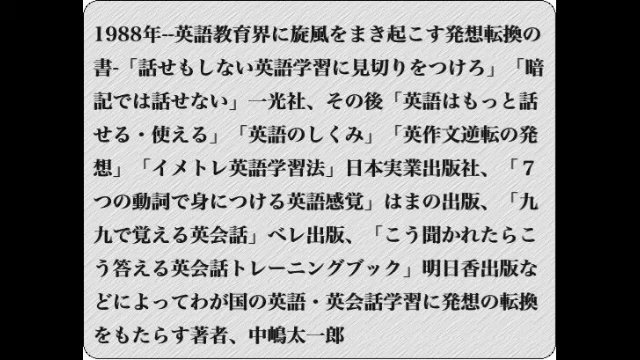 1988年--英語教育界に旋風をまき起こす発想転換の
書-「話せもしない英語学習に見切りをつけろ」「暗
記では話せない」一光社、その後「英語はもっと話
せる・使える」「英語のしくみ」「英作文逆転の発
想」「イメトレ英語学習法」日本実業出版社、「７
つの動詞で身につける英語感覚」はまの出版、「九
九で覚える英会話」ベレ出版、「こう聞かれたらこ
う答える英会話トレーニングブック」明日香出版な
どによってわが国の英語・英会話学習に発想の転換
をもたらす著者、中嶋太一郎